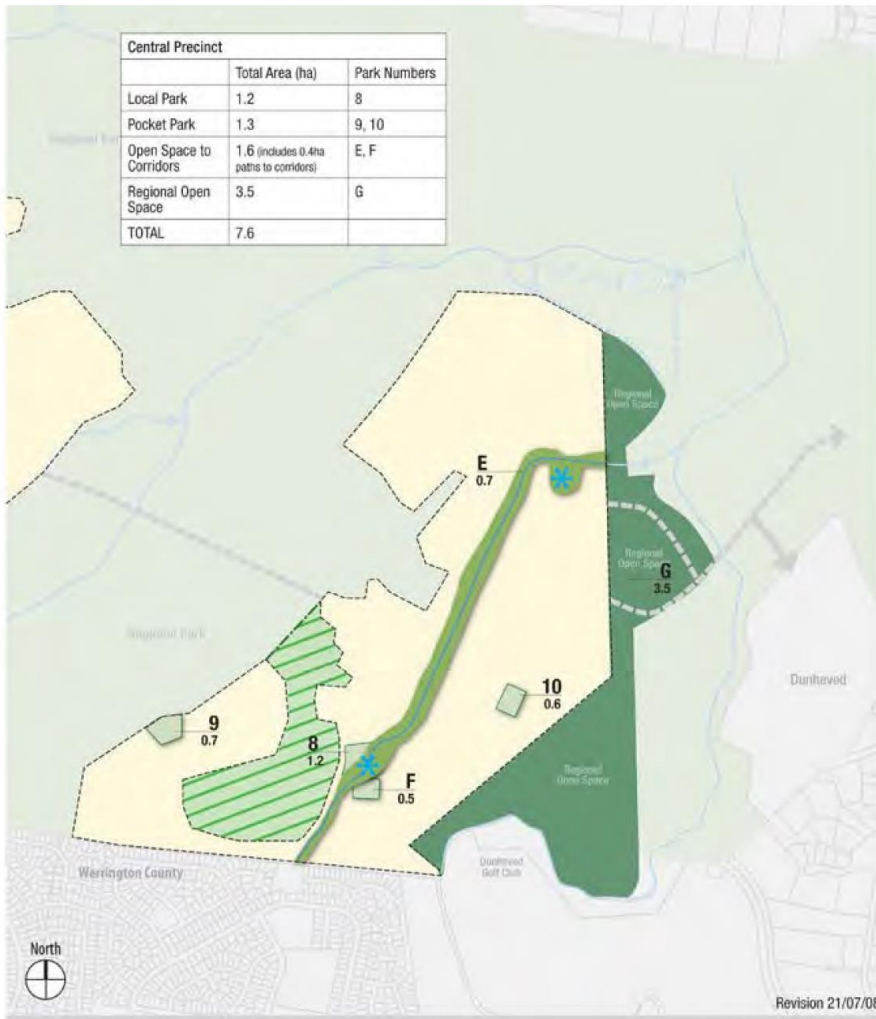 Central Precinct
Total Area (ha) Park Numbers
Local Park 1.2 8
Pocket Park 1.3 9, 10
Open Space to Corridors 1.6 (includes 0.4ha paths to corridors) E, F
Regional Open Space 3.5 G
TOTAL 7.6
Regional
Regional
Open Space
E
0.7
Regional
Open Space
G
3.5
Regional Park
Dunheved
10
0.6
9
0.7
8
1.2
F
0.5
Regional
Open Space
Werrington County
Dunheved
Golf Club
North
Revision 21/07/08